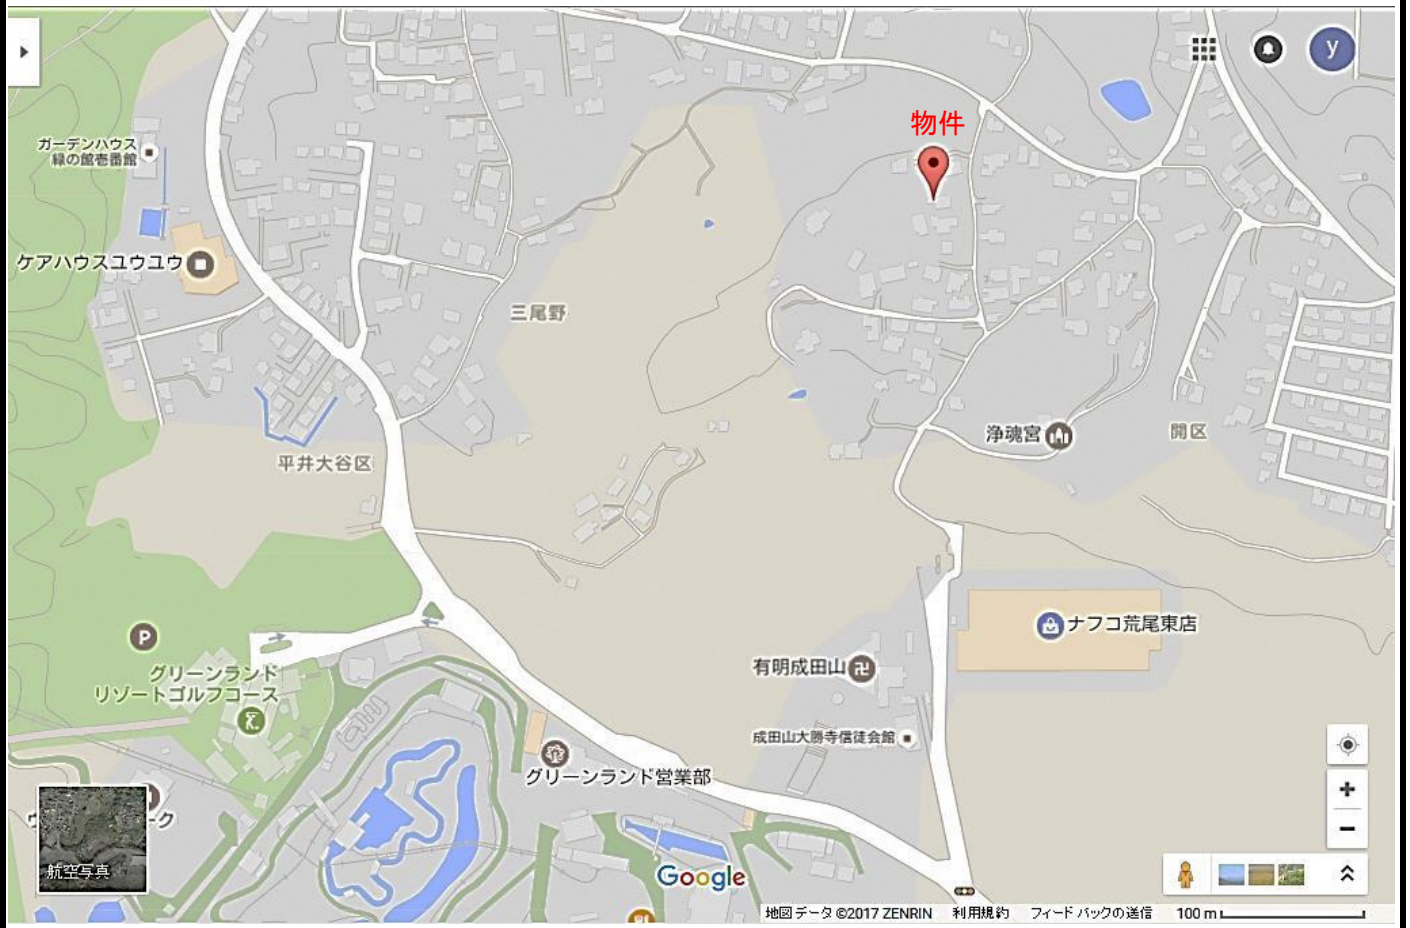 y
物件
ガーデンハウス
緑の館壱番館
ケアハウスユウユウ
三尾野
浄魂宮
開区
平井大谷区
P
ナフコ荒尾東店
グリーンランド
リゾートゴルフコース
有明成田山
成田山大勝寺信徒会館
グリーンランド営業部
ク
航空写真
Google
地図データ ©2017 ZENRIN 利用規約 フィードバックの送信 100 m